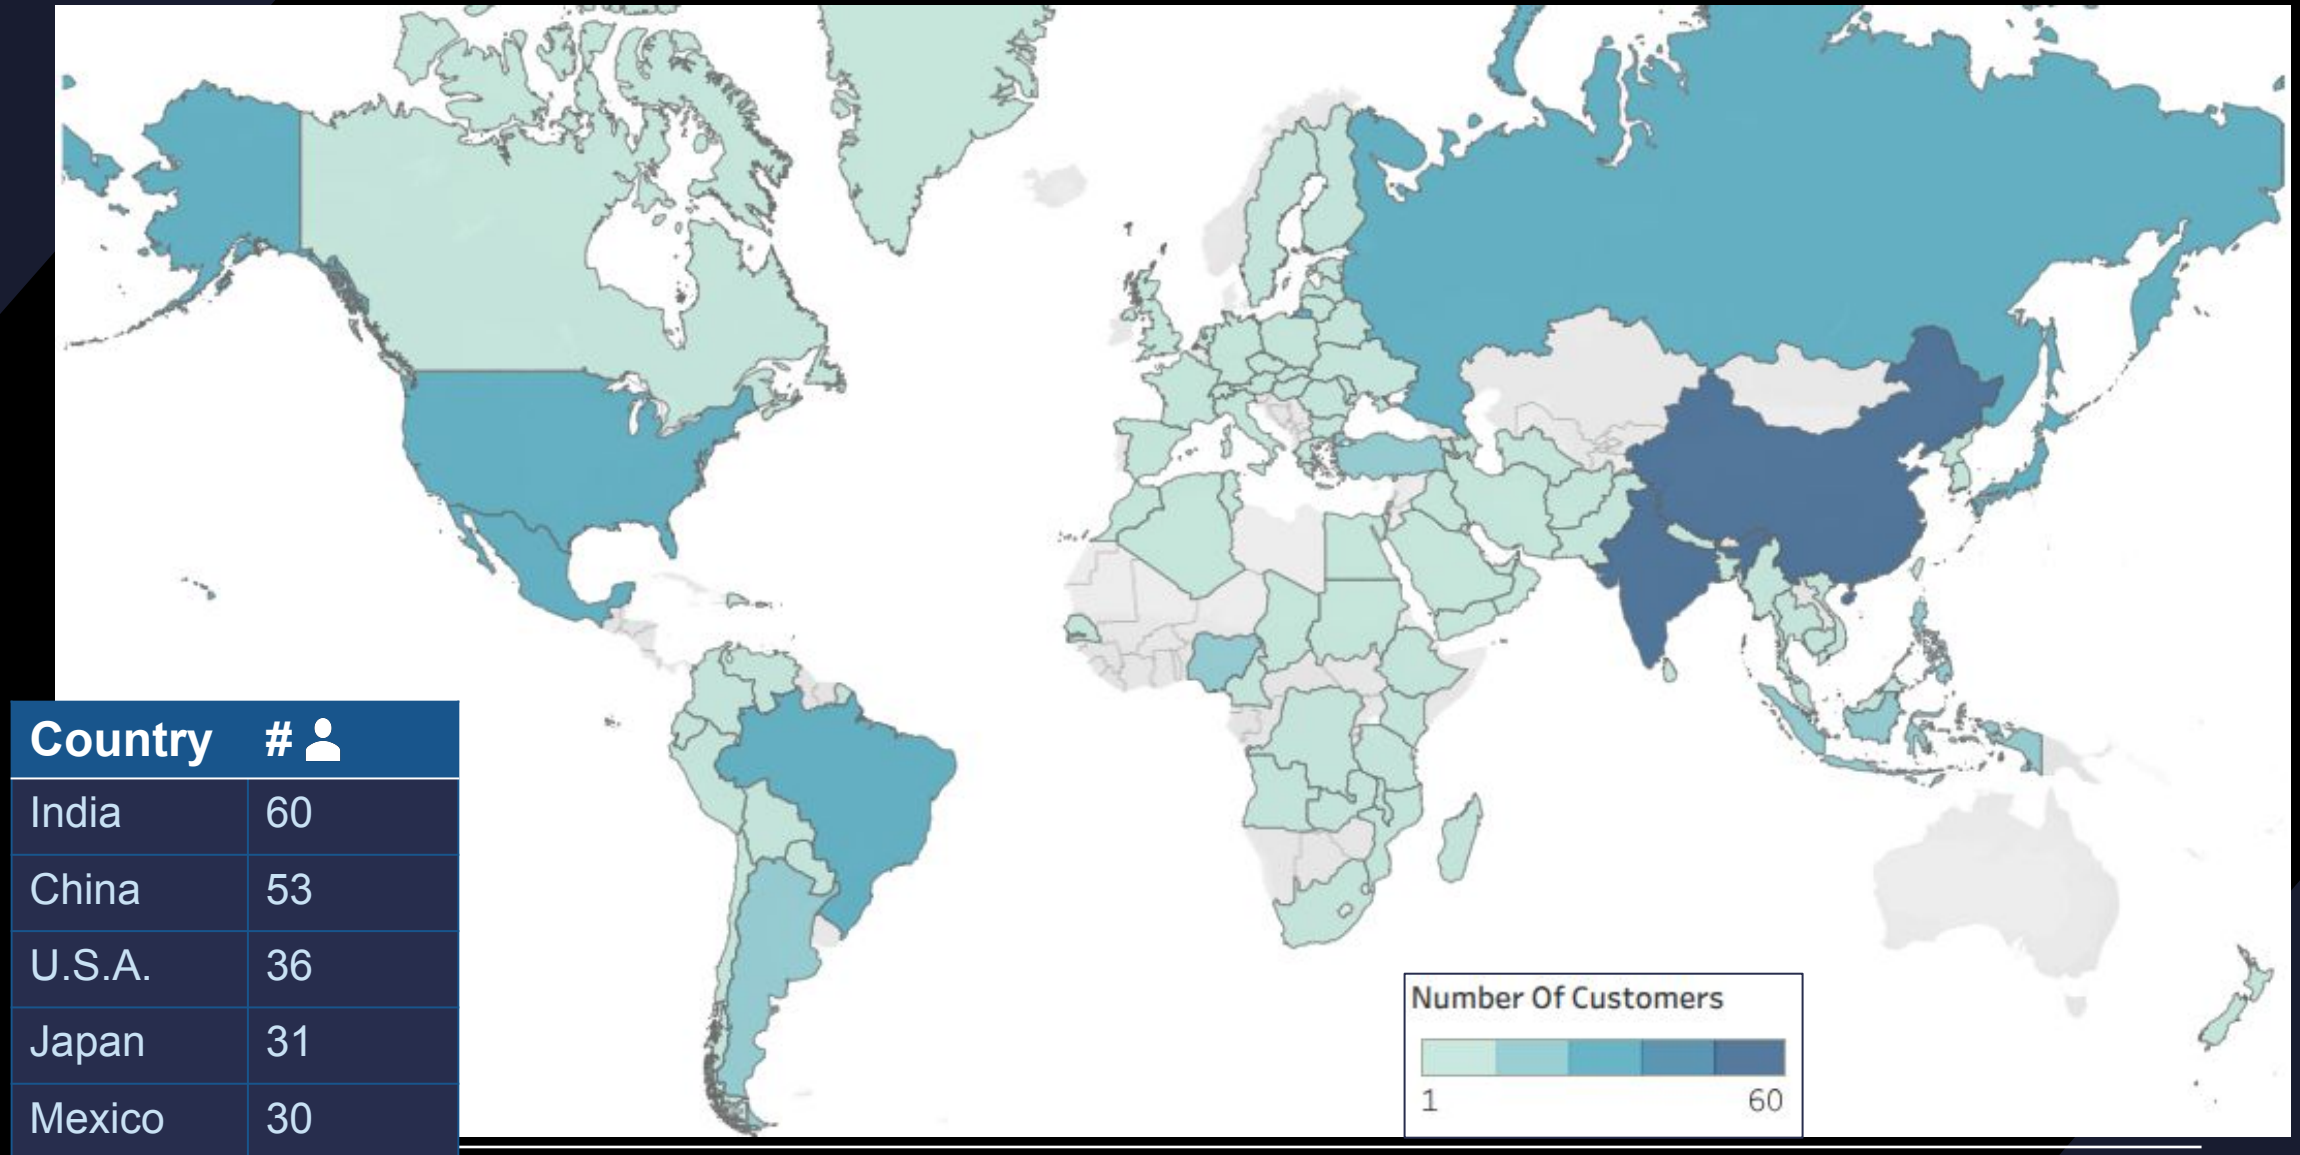 Country #
India 60
China 53
U.S.A. 36
Japan 31
Mexico 30
Number Of Customers
1 60